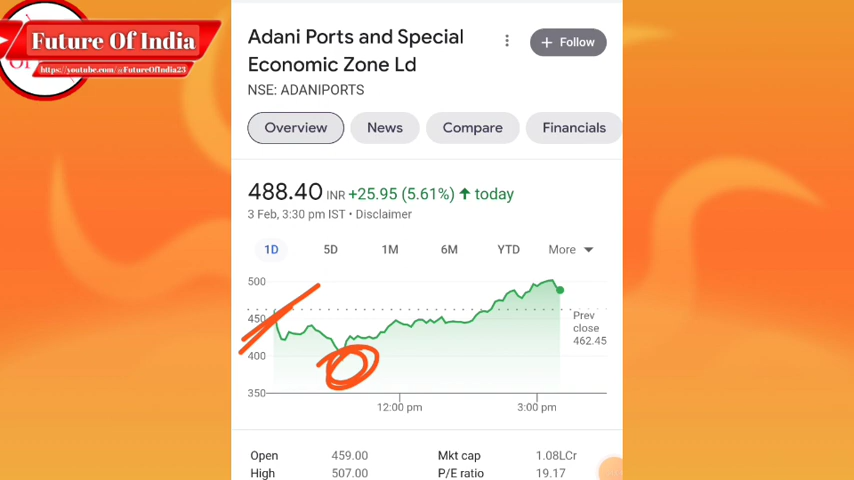 Future Of India
https://youtube.com/@FutureOfIndia23
Adani Ports and Special
Economic Zone Ld
Follow
NSE: ADANIPORTS
Overview News Compare Financials
488.40 INR +25.95 (5.61%) ↑ today
3 Feb, 3:30 pm IST • Disclaimer
1D 5D 1M 6M YTD More
500
450
400
350
Prev
close
462.45
12:00 pm 3:00 pm
Open 459.00 Mkt cap 1.08LCr
High 507.00 P/E ratio 19.17